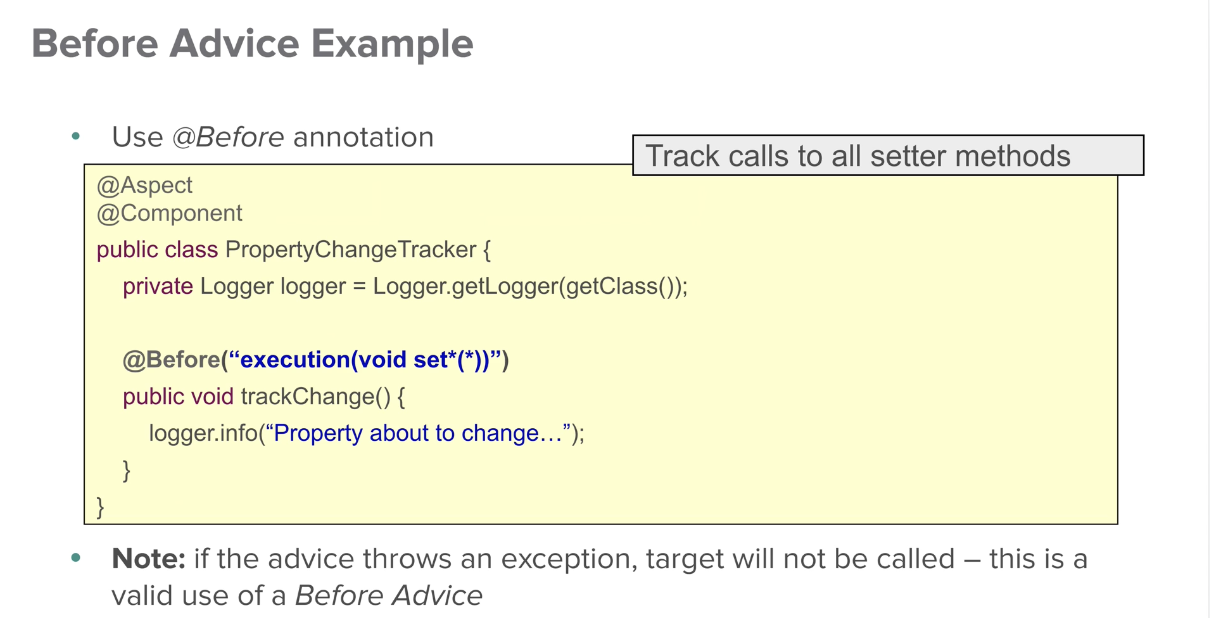 Before Advice Example
• Use @Before annotation
Track calls to all setter methods
@Aspect
@Component
public class PropertyChangeTracker {
private Logger logger = Logger.getLogger(getClass());
@Before(“execution(void set*(*))”)
public void trackChange() {
logger.info(“Property about to change…”);
}
}
• Note: if the advice throws an exception, target will not be called – this is a
valid use of a Before Advice